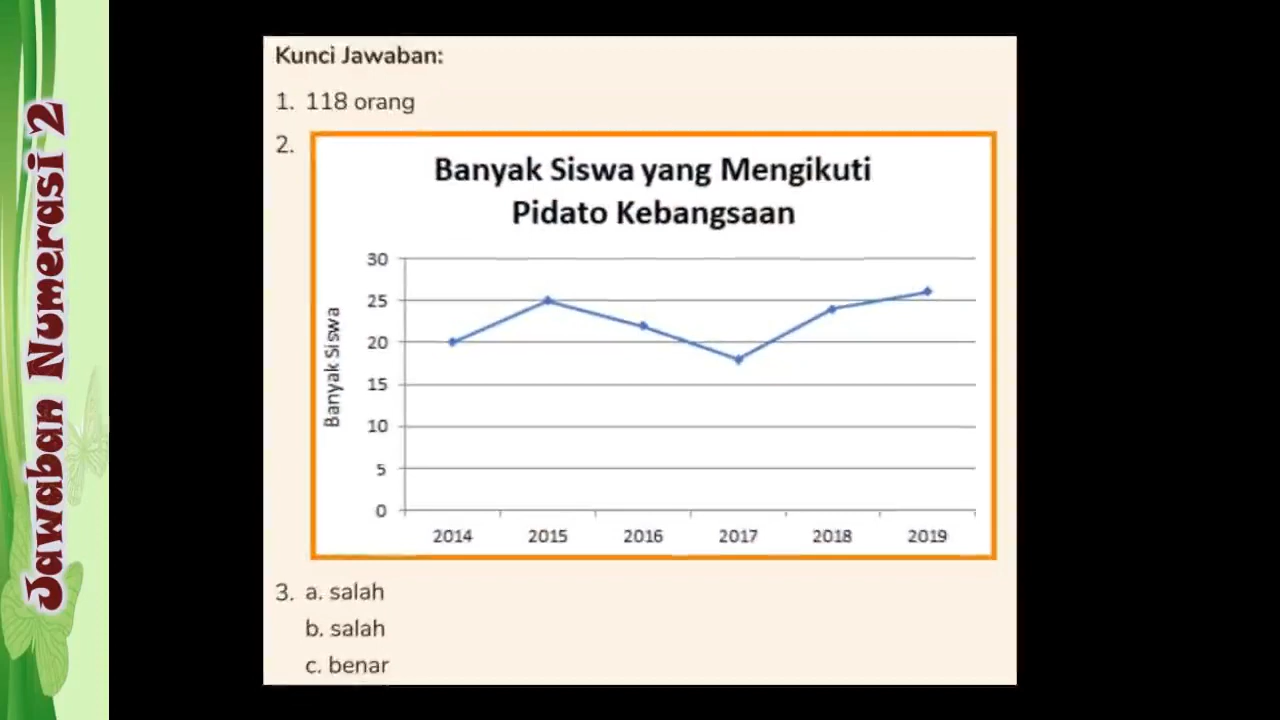 Jawaban Numerasi 2
Kunci Jawaban:
1. 118 orang
2.
Banyak Siswa yang Mengikuti
Pidato Kebangsaan
Banyak Siswa
30
25
20
15
10
5
0
2014 2015 2016 2017 2018 2019
3. a. salah
b. salah
c. benar